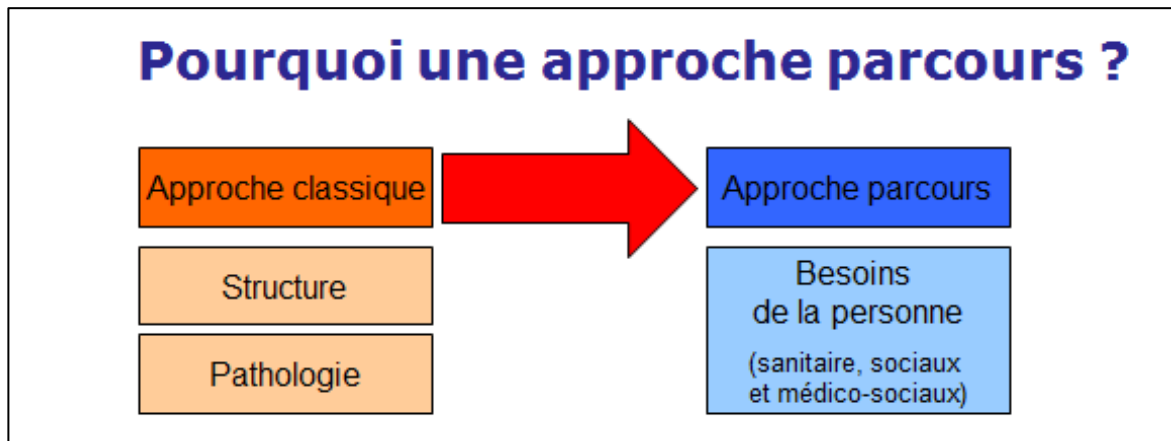 Pourquoi une approche parcours ?
Approche classique
Approche parcours
Structure
Pathologie
Besoins
de la personne
(sanitaire, sociaux
et médico-sociaux)